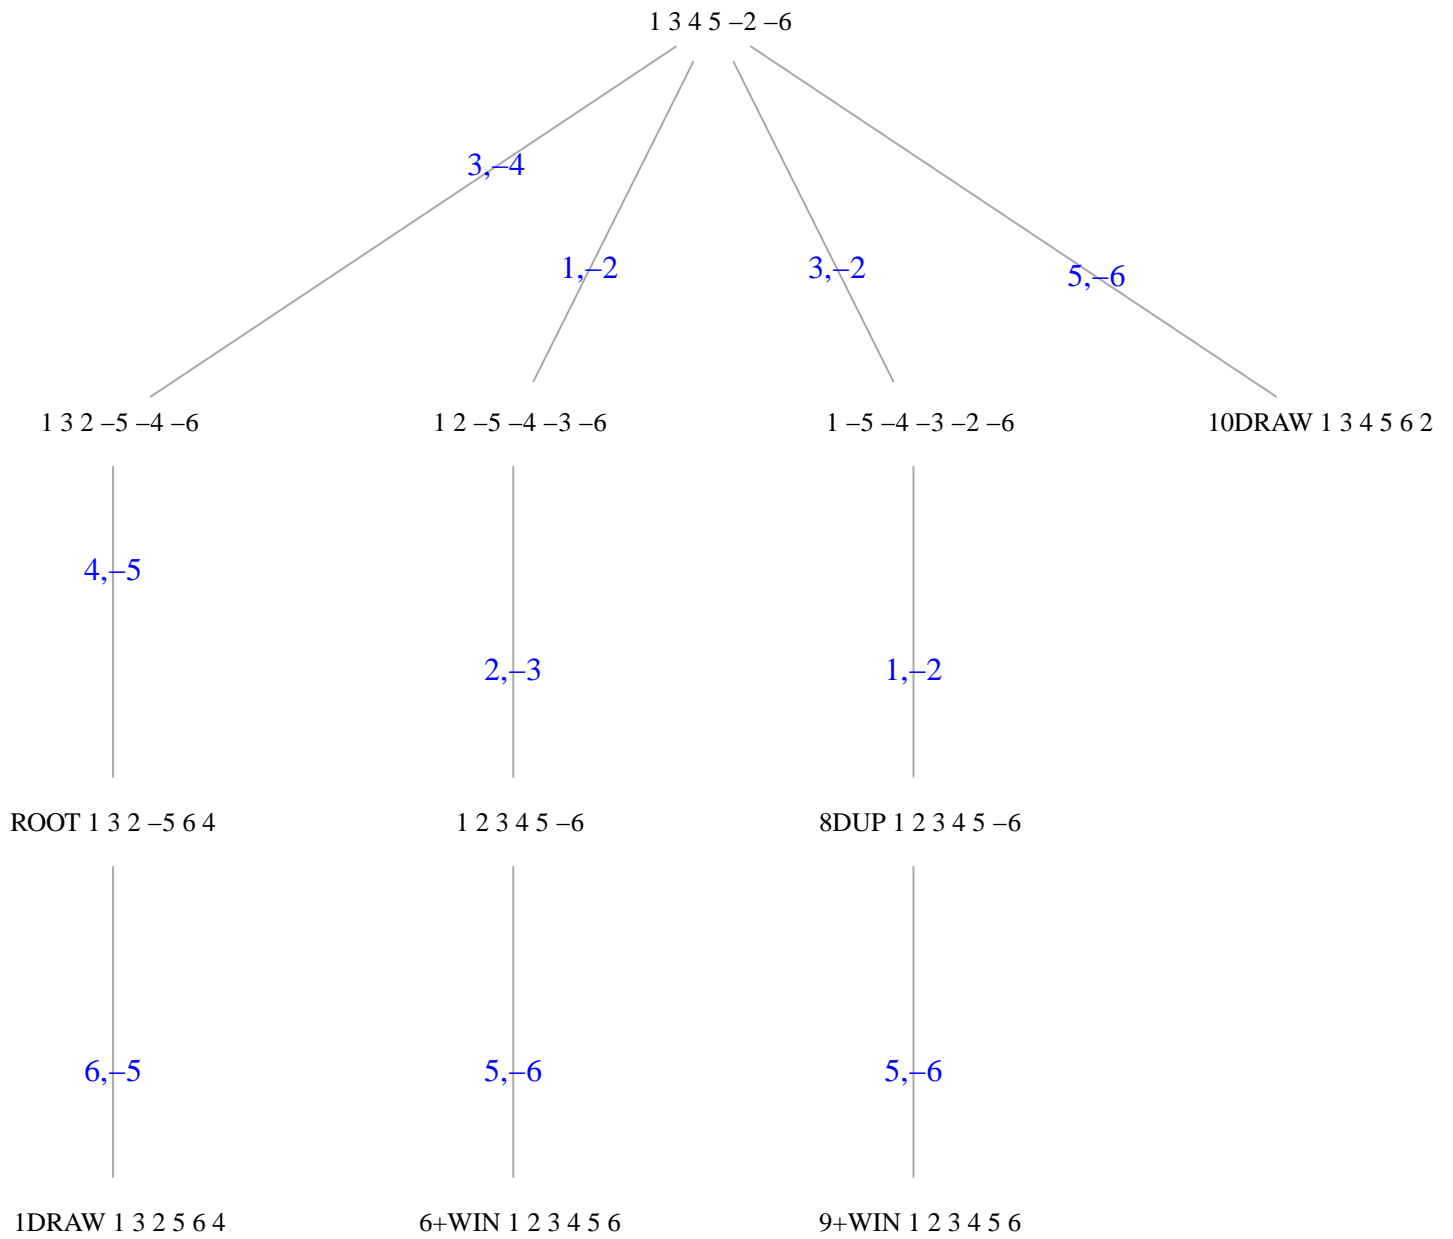 1 3 4 5 –2 –6
3,–4
1,–2
3,–2
5,–6
1 3 2 –5 –4 –6
1 2 –5 –4 –3 –6
1 –5 –4 –3 –2 –6
10DRAW 1 3 4 5 6 2
4,–5
2,–3
1,–2
ROOT 1 3 2 –5 6 4
1 2 3 4 5 –6
8DUP 1 2 3 4 5 –6
6,–5
5,–6
5,–6
1DRAW 1 3 2 5 6 4
6+WIN 1 2 3 4 5 6
9+WIN 1 2 3 4 5 6